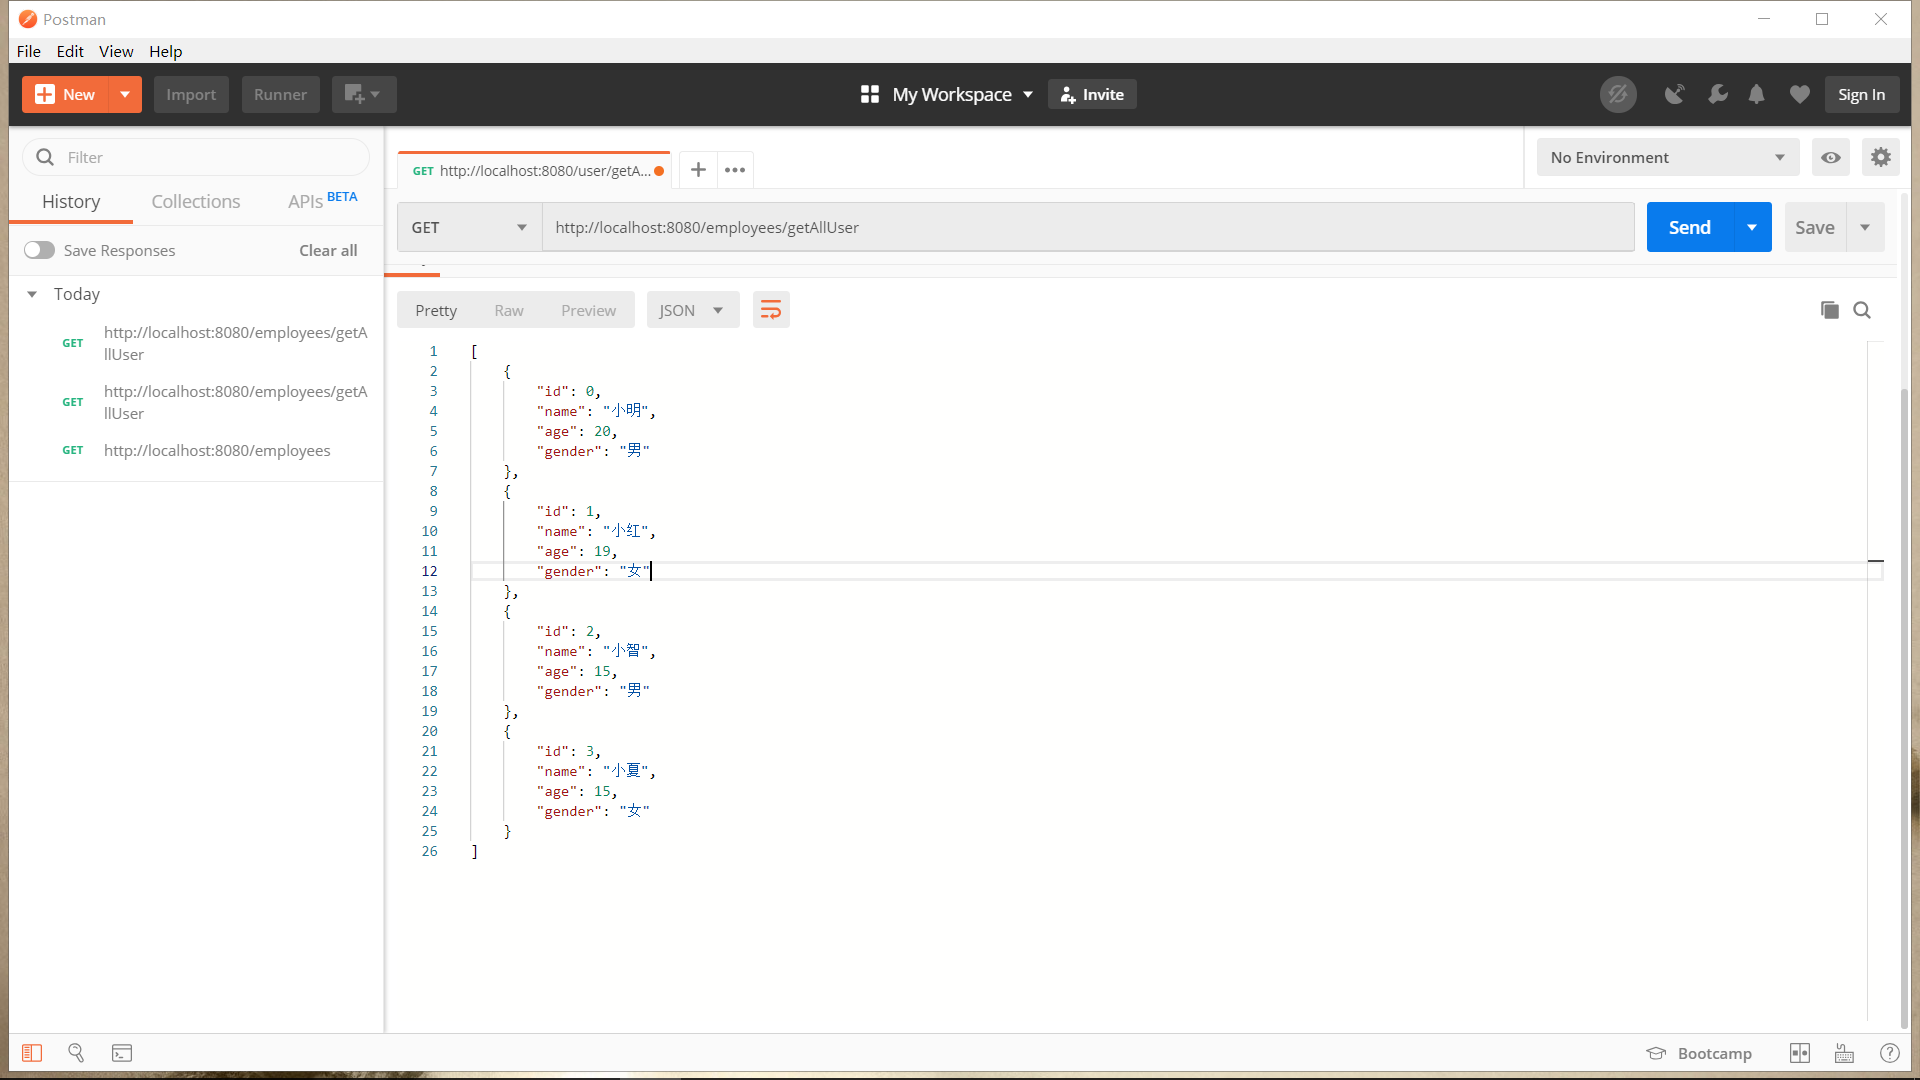 Postman
File Edit View Help
New Import Runner My Workspace Invite Sign In
Filter
History Collections APIs BETA
Save Responses Clear all
Today
GET http://localhost:8080/employees/getA
llUser
GET http://localhost:8080/employees/getA
llUser
GET http://localhost:8080/employees
GET http://localhost:8080/user/getA...
No Environment
GET http://localhost:8080/employees/getAllUser Send Save
Pretty Raw Preview JSON
1 [
2 {
3 "id": 0,
4 "name": "小明",
5 "age": 20,
6 "gender": "男"
7 },
8 {
9 "id": 1,
10 "name": "小红",
11 "age": 19,
12 "gender": "女"
13 },
14 {
15 "id": 2,
16 "name": "小智",
17 "age": 15,
18 "gender": "男"
19 },
20 {
21 "id": 3,
22 "name": "小夏",
23 "age": 15,
24 "gender": "女"
25 }
26 ]
Bootcamp